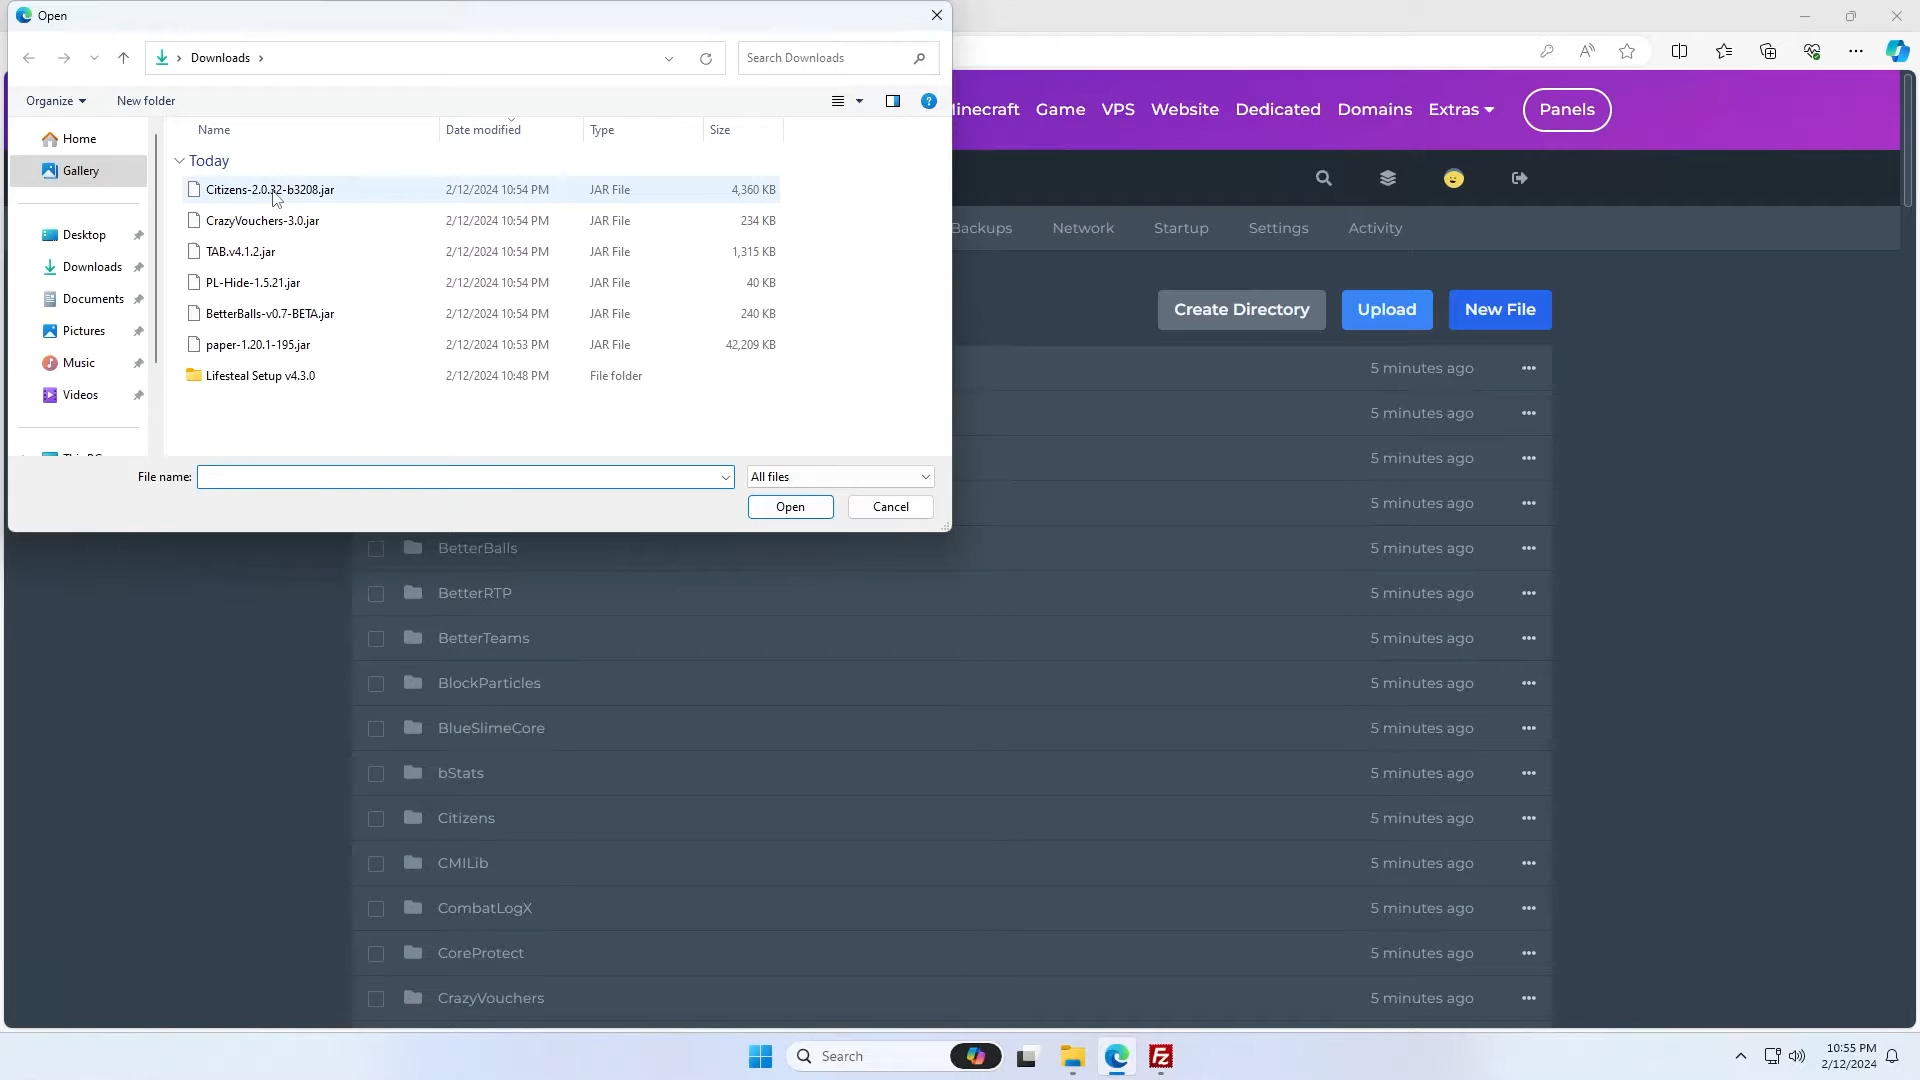 Open
Downloads
Search Downloads
Organize
New folder
Name
Date modified
Type
Size
Home
Gallery
Desktop
Downloads
Documents
Pictures
Music
Videos
Today
Citizens-2.0.32-b3208.jar 2/12/2024 10:54 PM JAR File 4,360 KB
CrazyVouchers-3.0.jar 2/12/2024 10:54 PM JAR File 234 KB
TAB.v4.1.2.jar 2/12/2024 10:54 PM JAR File 1,315 KB
PL-Hide-1.5.21.jar 2/12/2024 10:54 PM JAR File 40 KB
BetterBalls-v0.7-BETA.jar 2/12/2024 10:54 PM JAR File 240 KB
paper-1.20.1-195.jar 2/12/2024 10:53 PM JAR File 42,209 KB
Lifesteal Setup v4.3.0 2/12/2024 10:48 PM File folder
File name:
All files
Open
Cancel
inecraft Game VPS Website Dedicated Domains Extras Panels
Backups Network Startup Settings Activity
Create Directory Upload New File
5 minutes ago
5 minutes ago
5 minutes ago
5 minutes ago
BetterBalls 5 minutes ago
BetterRTP 5 minutes ago
BetterTeams 5 minutes ago
BlockParticles 5 minutes ago
BlueSlimeCore 5 minutes ago
bStats 5 minutes ago
Citizens 5 minutes ago
CMILib 5 minutes ago
CombatLogX 5 minutes ago
CoreProtect 5 minutes ago
CrazyVouchers 5 minutes ago
Search
10:55 PM
2/12/2024